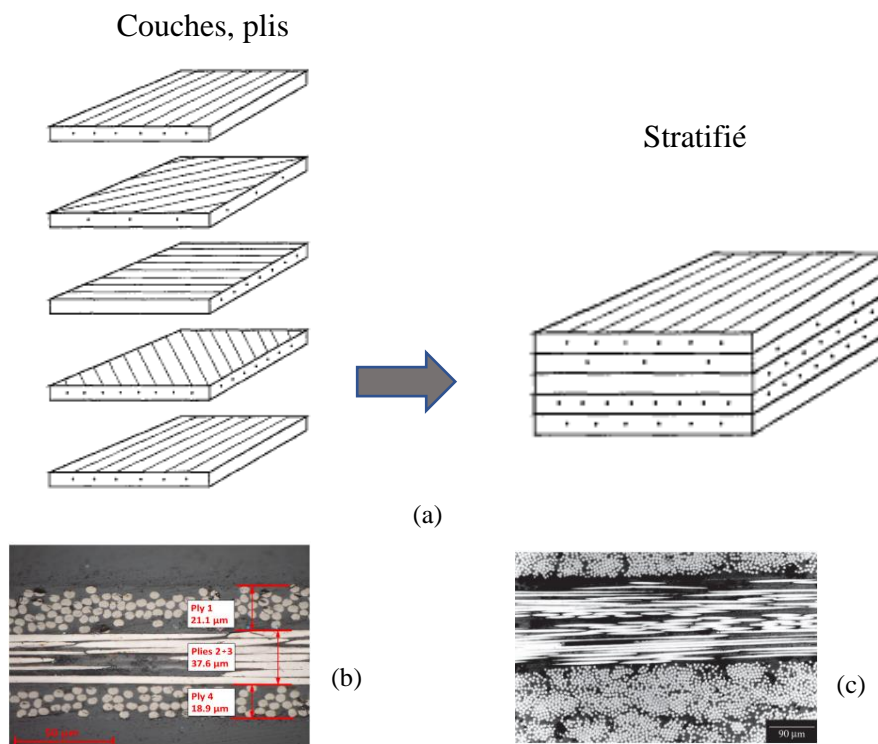 Couches, plis
Stratifié
(a)
Ply 1
21.1 µm
Plies 2+3
37.6 µm
Ply 4
18.9 µm
(b)
(c)
90 µm